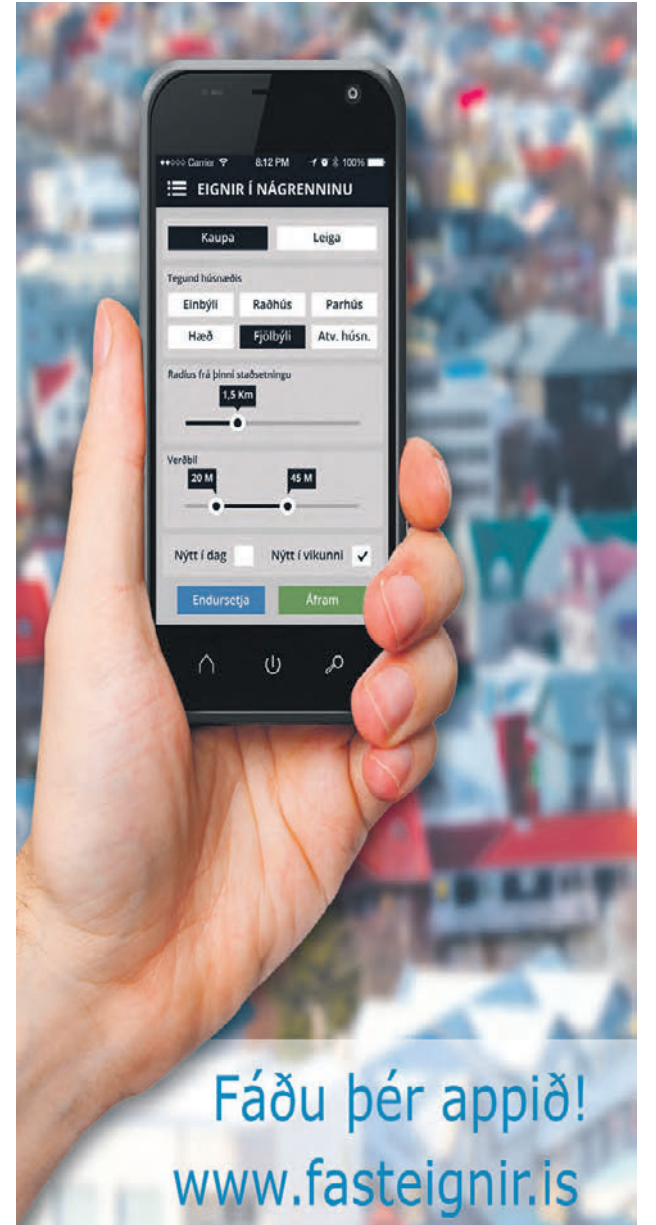 Carrier 8:12 PM 100%
EIGNIR Í NÁGRENNINU
Kaupa Leiga
Tegund húsnæðis
Einbýli Raðhús Parhús
Hæð Fjölbýli Atv. húsn.
Radíus frá þinni staðsetningu
1,5 Km
Verðbil
20 M 45 M
Nýtt í dag Nýtt í vikunni
Endursetja Áfram
Fáðu þér appið!
www.fasteignir.is